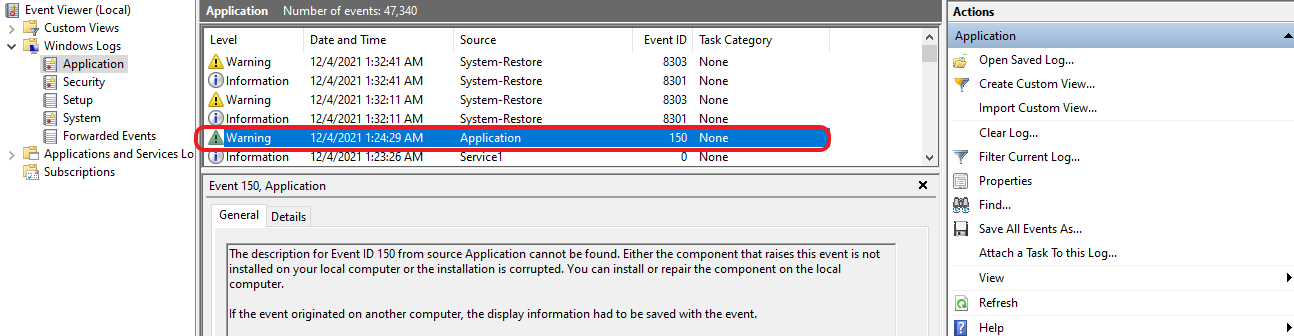 Event Viewer (Local)
Custom Views
Windows Logs
Application
Security
Setup
System
Forwarded Events
Applications and Services Lo
Subscriptions
Application Number of events: 47,340
Level Date and Time Source Event ID Task Category
Warning 12/4/2021 1:32:41 AM System-Restore 8303 None
Information 12/4/2021 1:32:41 AM System-Restore 8301 None
Warning 12/4/2021 1:32:11 AM System-Restore 8303 None
Information 12/4/2021 1:32:11 AM System-Restore 8301 None
Warning 12/4/2021 1:24:29 AM Application 150 None
Information 12/4/2021 1:23:26 AM Service1 0 None
Event 150, Application
General Details
The description for Event ID 150 from source Application cannot be found. Either the component that raises this event is not
installed on your local computer or the installation is corrupted. You can install or repair the component on the local
computer.
If the event originated on another computer, the display information had to be saved with the event.
Actions
Application
Open Saved Log...
Create Custom View...
Import Custom View...
Clear Log...
Filter Current Log...
Properties
Find...
Save All Events As...
Attach a Task To this Log...
View
Refresh
Help